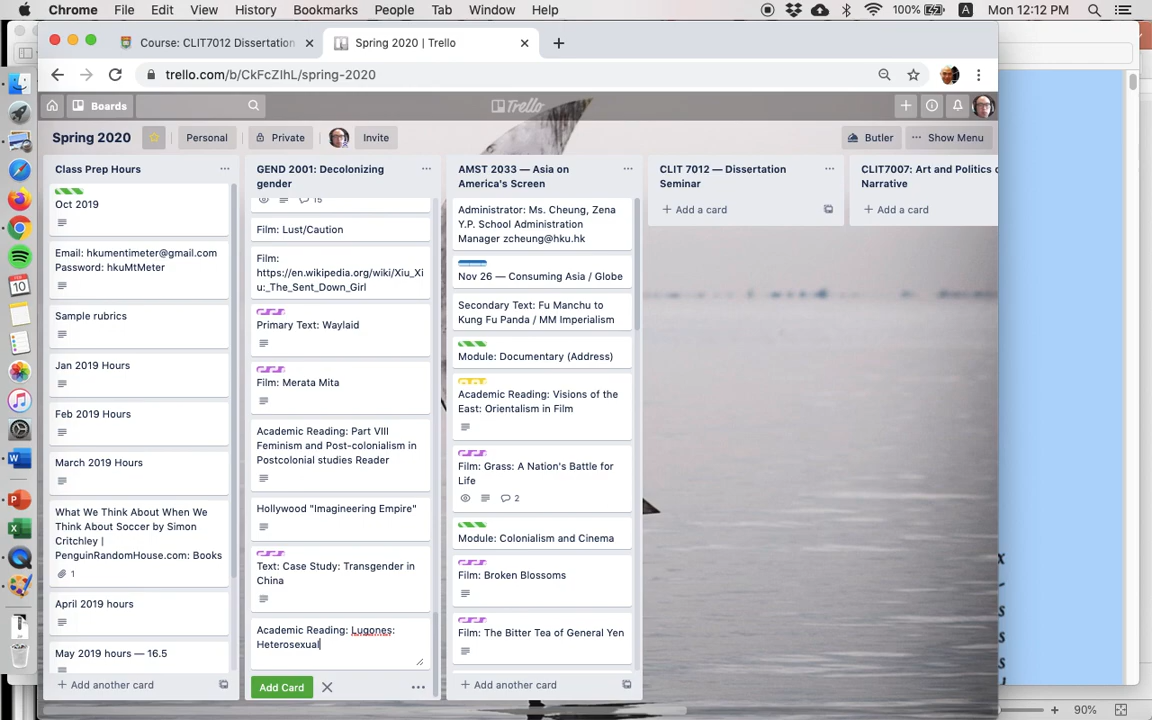 Chrome File Edit View History Bookmarks People Tab Window Help 100% A Mon 12:12 PM
Course: CLIT7012 Dissertation
Spring 2020 | Trello
trello.com/b/CkFcZIhL/spring-2020
Boards
Trello
Spring 2020
Personal
Private
Invite
Butler
Show Menu
Class Prep Hours
Oct 2019
Email: hkumentimeter@gmail.com
Password: hkuMtMeter
Sample rubrics
Jan 2019 Hours
Feb 2019 Hours
March 2019 Hours
What We Think About When We
Think About Soccer by Simon
Critchley |
PenguinRandomHouse.com: Books
1
April 2019 hours
May 2019 hours — 16.5
+ Add another card
GEND 2001: Decolonizing
gender
15
Film: Lust/Caution
Film:
https://en.wikipedia.org/wiki/Xiu_Xi
u:_The_Sent_Down_Girl
Primary Text: Waylaid
Film: Merata Mita
Academic Reading: Part VIII
Feminism and Post-colonialism in
Postcolonial studies Reader
Hollywood "Imagineering Empire"
Text: Case Study: Transgender in
China
Academic Reading: Lugones:
Heterosexual
Add Card
AMST 2033 — Asia on
America's Screen
Administrator: Ms. Cheung, Zena
Y.P. School Administration
Manager zcheung@hku.hk
Nov 26 — Consuming Asia / Globe
Secondary Text: Fu Manchu to
Kung Fu Panda / MM Imperialism
Module: Documentary (Address)
Academic Reading: Visions of the
East: Orientalism in Film
Film: Grass: A Nation's Battle for
Life
2
Module: Colonialism and Cinema
Film: Broken Blossoms
Film: The Bitter Tea of General Yen
+ Add another card
CLIT 7012 — Dissertation
Seminar
+ Add a card
CLIT7007: Art and Politics o
Narrative
+ Add a card
FEB
10
90%